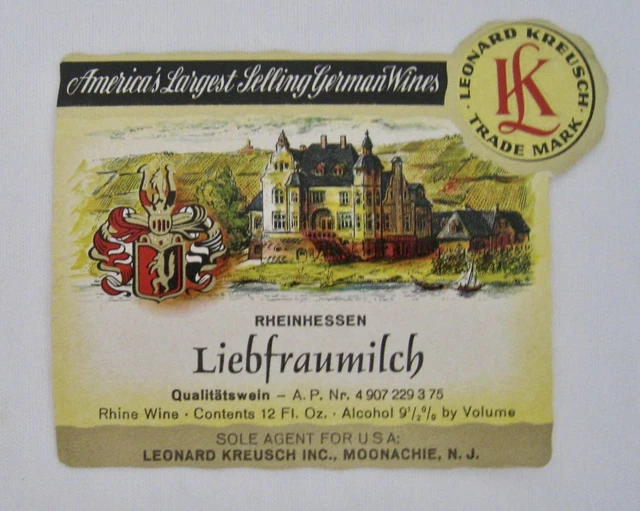 America's Largest Selling German Wines
LEONARD KREUSCH
LK
TRADE MARK
RHEINHESSEN
Liebfraumilch
Qualitätswein – A. P. Nr. 4 907 229 3 75
Rhine Wine · Contents 12 Fl. Oz. · Alcohol 9½% by Volume
SOLE AGENT FOR U S A:
LEONARD KREUSCH INC., MOONACHIE, N. J.